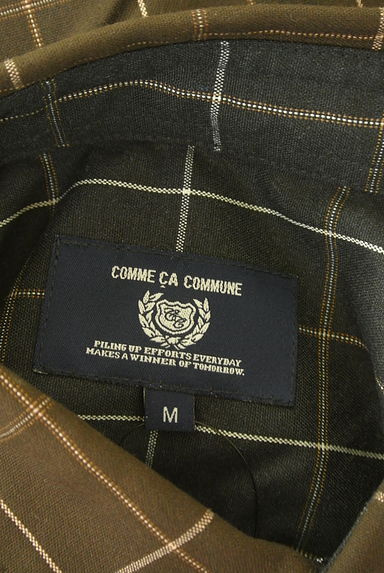 COMME ÇA COMMUNE
PILING UP EFFORTS EVERYDAY
MAKES A WINNER OF TOMORROW.
M